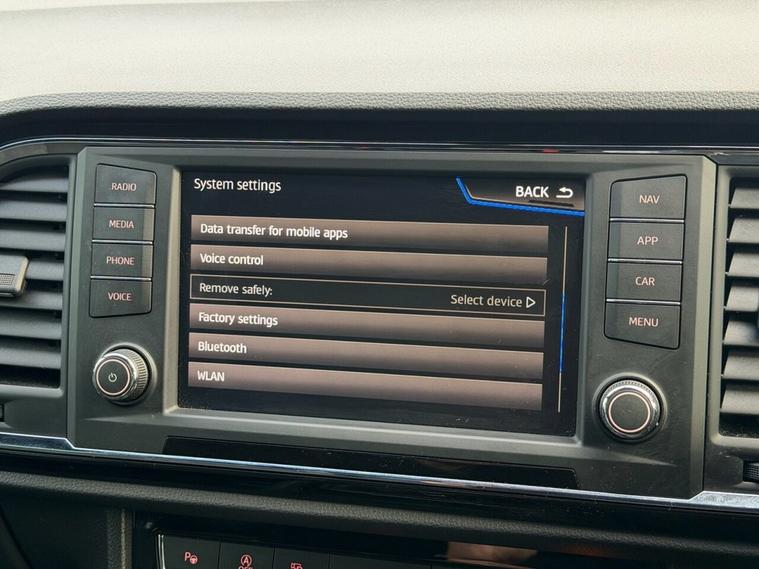 System settings
BACK
Data transfer for mobile apps
Voice control
Remove safely:
Select device
Factory settings
Bluetooth
WLAN
RADIO
MEDIA
PHONE
VOICE
NAV
APP
CAR
MENU
P
A
OFF